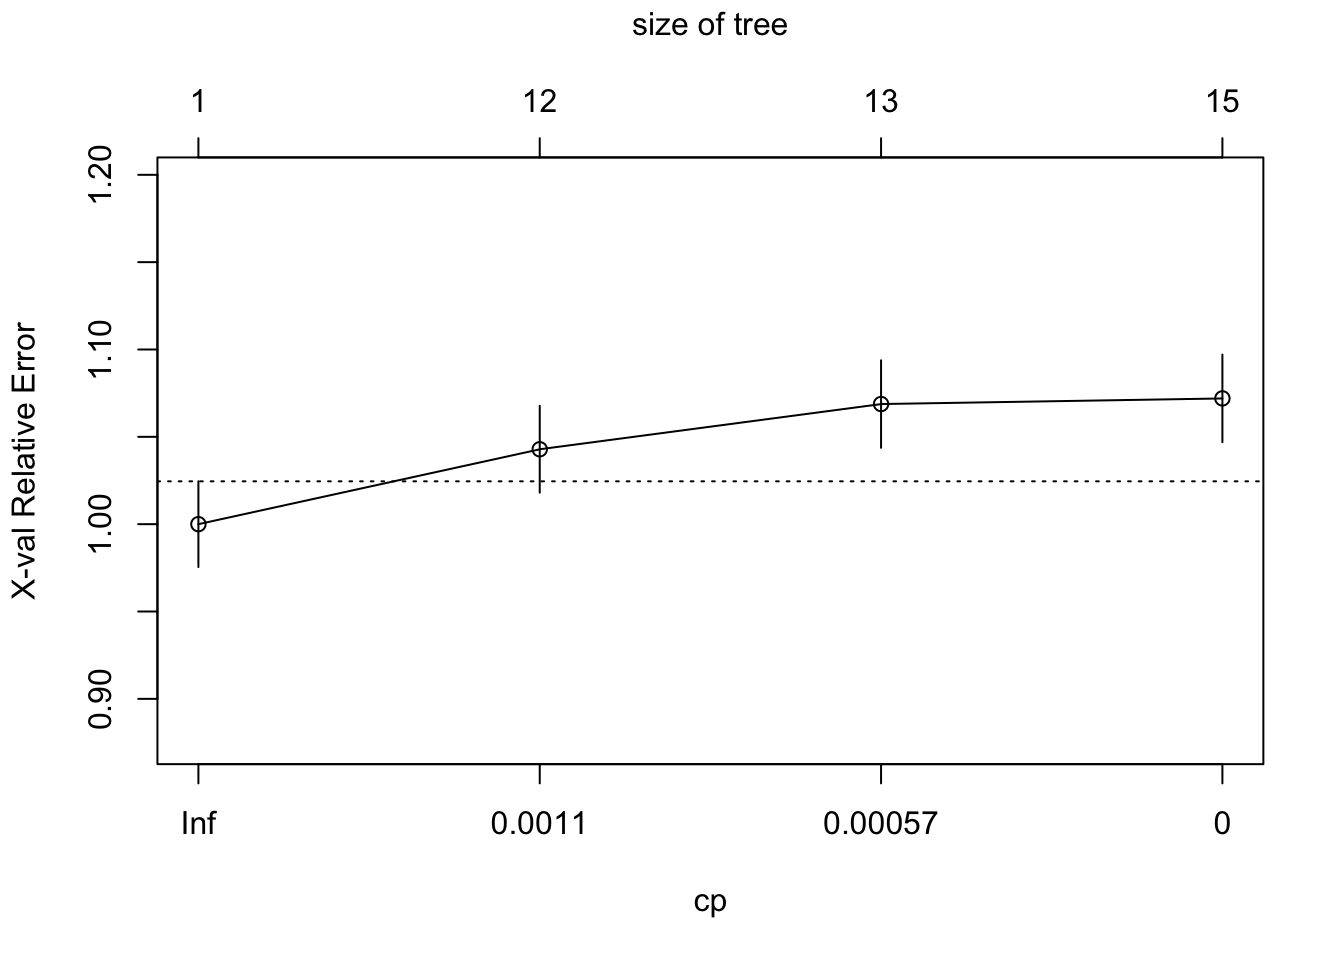 size of tree
1 12 13 15
1.20
1.10
1.00
0.90
X-val Relative Error
Inf 0.0011 0.00057 0
cp